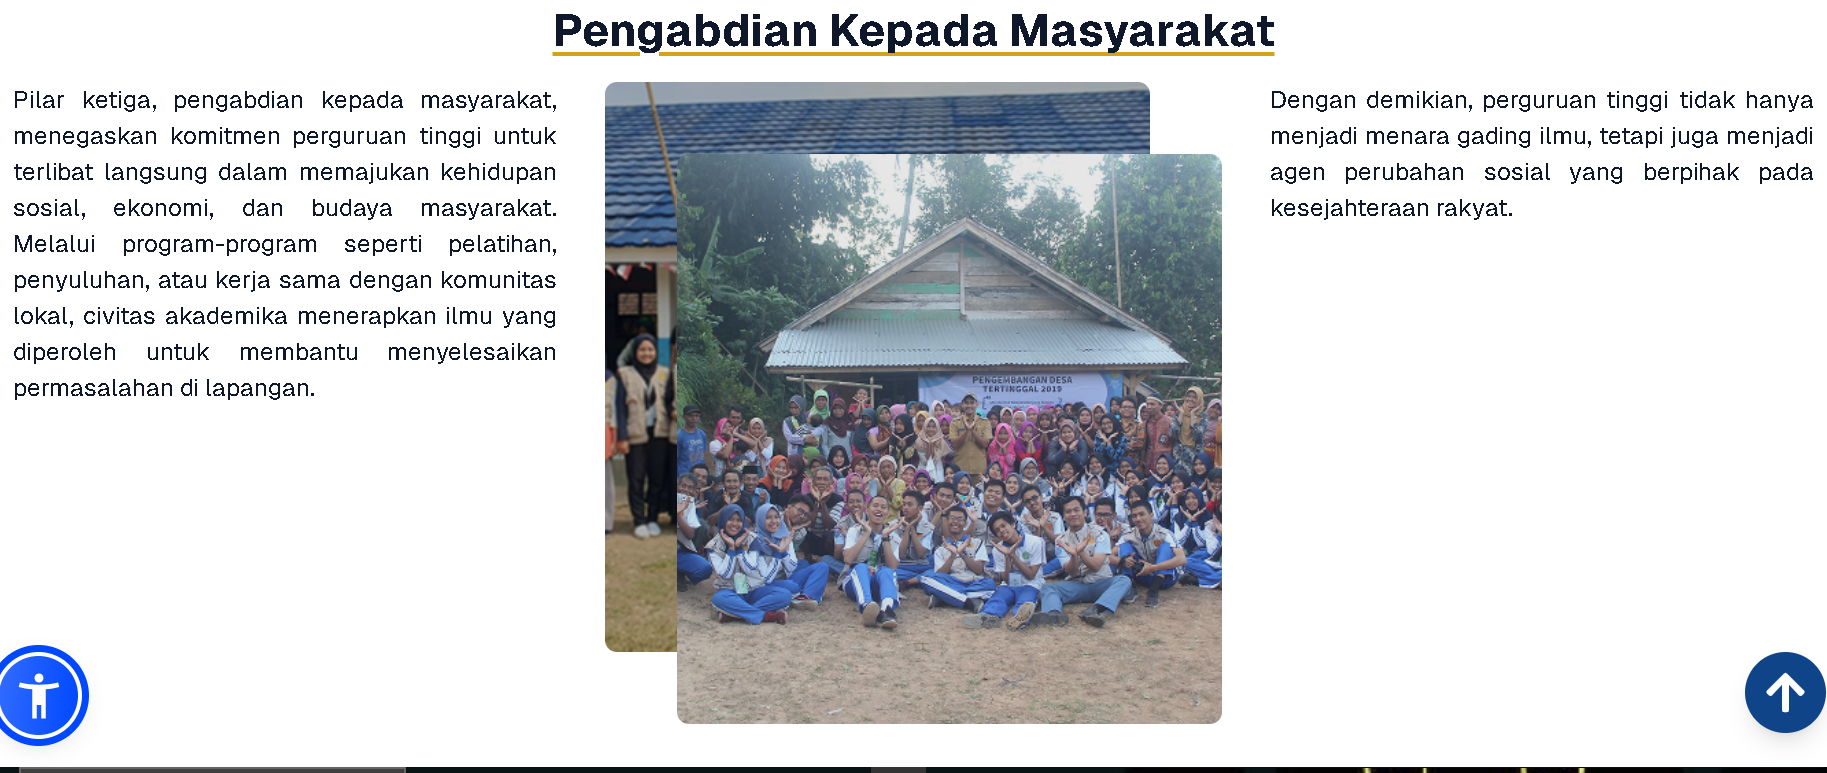 Pengabdian Kepada Masyarakat
Pilar ketiga, pengabdian kepada masyarakat,
menegaskan komitmen perguruan tinggi untuk
terlibat langsung dalam memajukan kehidupan
sosial, ekonomi, dan budaya masyarakat.
Melalui program-program seperti pelatihan,
penyuluhan, atau kerja sama dengan komunitas
lokal, civitas akademika menerapkan ilmu yang
diperoleh untuk membantu menyelesaikan
permasalahan di lapangan.
PENGEMBANGAN DESA
TERTINGGAL 2019
Dengan demikian, perguruan tinggi tidak hanya
menjadi menara gading ilmu, tetapi juga menjadi
agen perubahan sosial yang berpihak pada
kesejahteraan rakyat.